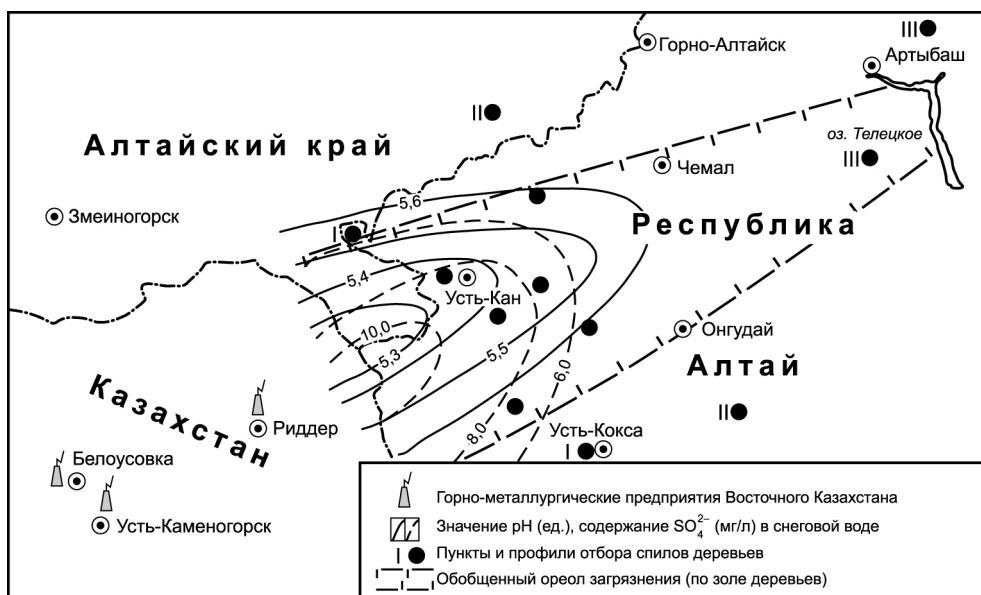 Горно-Алтайск
III
Артыбаш
II
Алтайский край
оз. Телецкое
III
Чемал
Змеиногорск
5,6
Республика
I
5,4
Усть-Кан
10,0
5,3
5,5
6,0
Онгудай
Алтай
Казахстан
Риддер
II
8,0
Усть-Кокса
I
Белоусовка
Усть-Каменогорск
Горно-металлургические предприятия Восточного Казахстана
Значение pH (ед.), содержание SO₄²⁻ (мг/л) в снеговой воде
I Пункты и профили отбора спилов деревьев
Обобщенный ореол загрязнения (по золе деревьев)